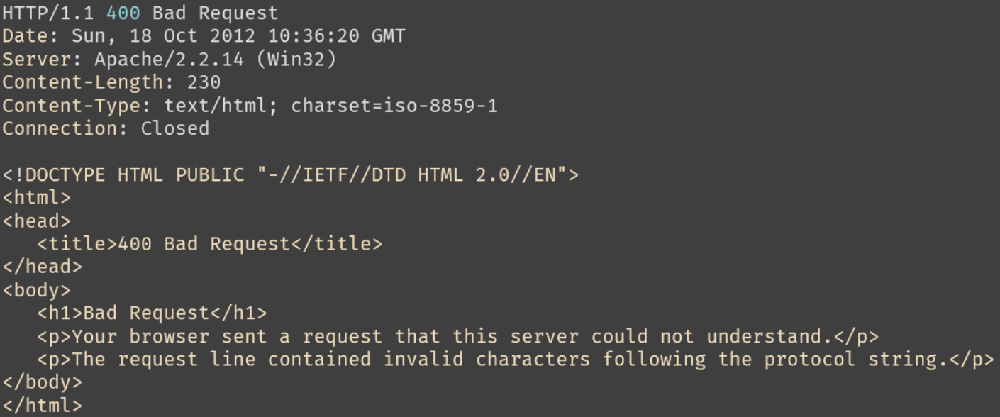 HTTP/1.1 400 Bad Request
Date: Sun, 18 Oct 2012 10:36:20 GMT
Server: Apache/2.2.14 (Win32)
Content-Length: 230
Content-Type: text/html; charset=iso-8859-1
Connection: Closed

<!DOCTYPE HTML PUBLIC "-//IETF//DTD HTML 2.0//EN">
<html>
<head>
   <title>400 Bad Request</title>
</head>
<body>
   <h1>Bad Request</h1>
   <p>Your browser sent a request that this server could not understand.</p>
   <p>The request line contained invalid characters following the protocol string.</p>
</body>
</html>